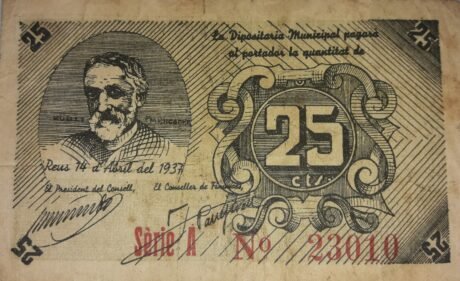 25
25
La Dipositaria Municipal pagarà
al portador la quantitat de
25
cts.
Reus 14 d'Abril del 1937
El President del Consell,
El Conseller de Finances
Sèrie A Nº 23010
25
25